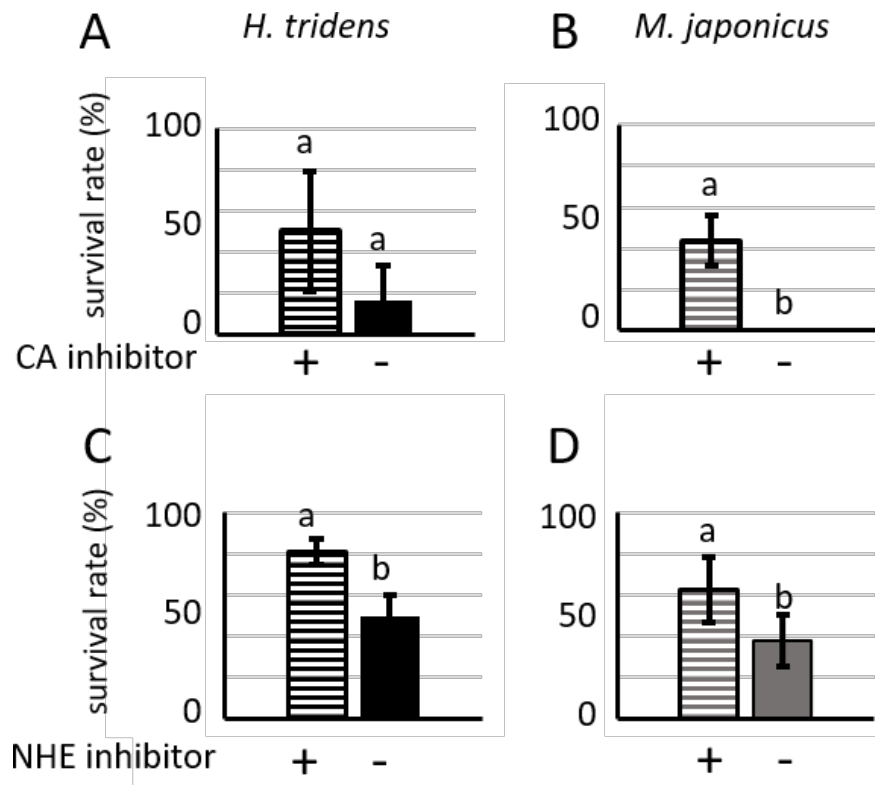 A H. tridens B M. japonicus
survival rate (%)
100
50
0
a
a
100
50
0
a
b
CA inhibitor + - + -
C D
survival rate (%)
100
50
0
a
b
100
50
0
a
b
NHE inhibitor + - + -